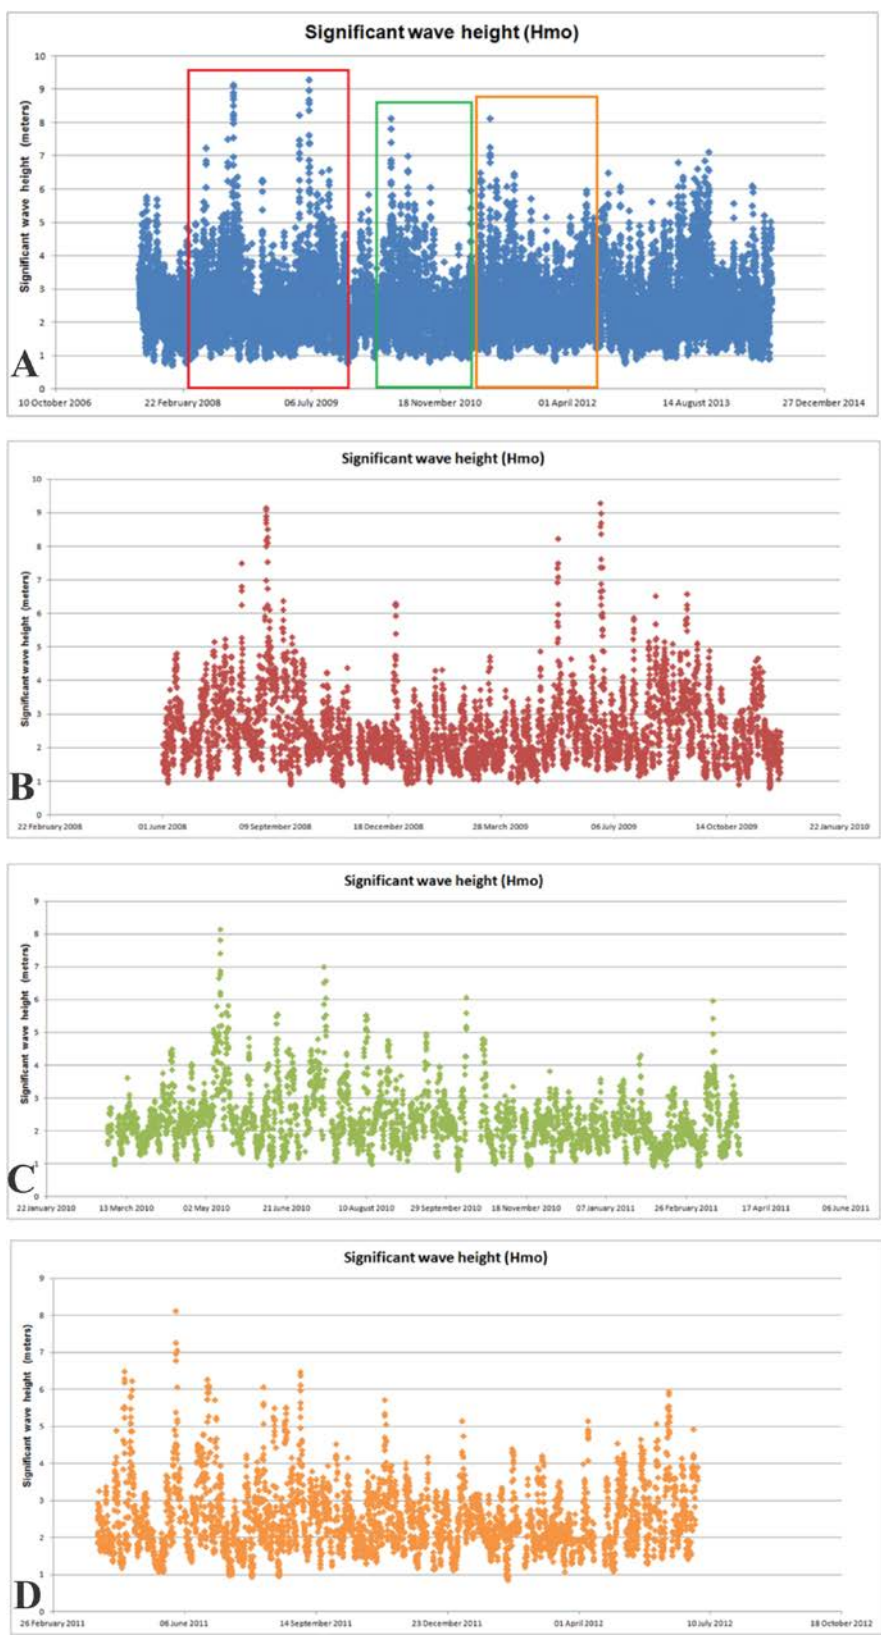 Significant wave height (Hmo)
Significant wave height (meters)
10
9
8
7
6
5
4
3
2
1
0
A
10 October 2006 22 February 2008 06 July 2009 18 November 2010 01 April 2012 14 August 2013 27 December 2014
Significant wave height (Hmo)
Significant wave height (meters)
10
9
8
7
6
5
4
3
2
1
0
B
22 February 2008 01 June 2008 09 September 2008 18 December 2008 28 March 2009 06 July 2009 14 October 2009 22 January 2010
Significant wave height (Hmo)
Significant wave height (meters)
9
8
7
6
5
4
3
2
1
0
C
22 January 2010 13 March 2010 02 May 2010 21 June 2010 10 August 2010 29 September 2010 18 November 2010 07 January 2011 26 February 2011 17 April 2011 06 June 2011
Significant wave height (Hmo)
Significant wave height (meters)
9
8
7
6
5
4
3
2
1
0
D
26 February 2011 06 June 2011 14 September 2011 23 December 2011 01 April 2012 10 July 2012 18 October 2012